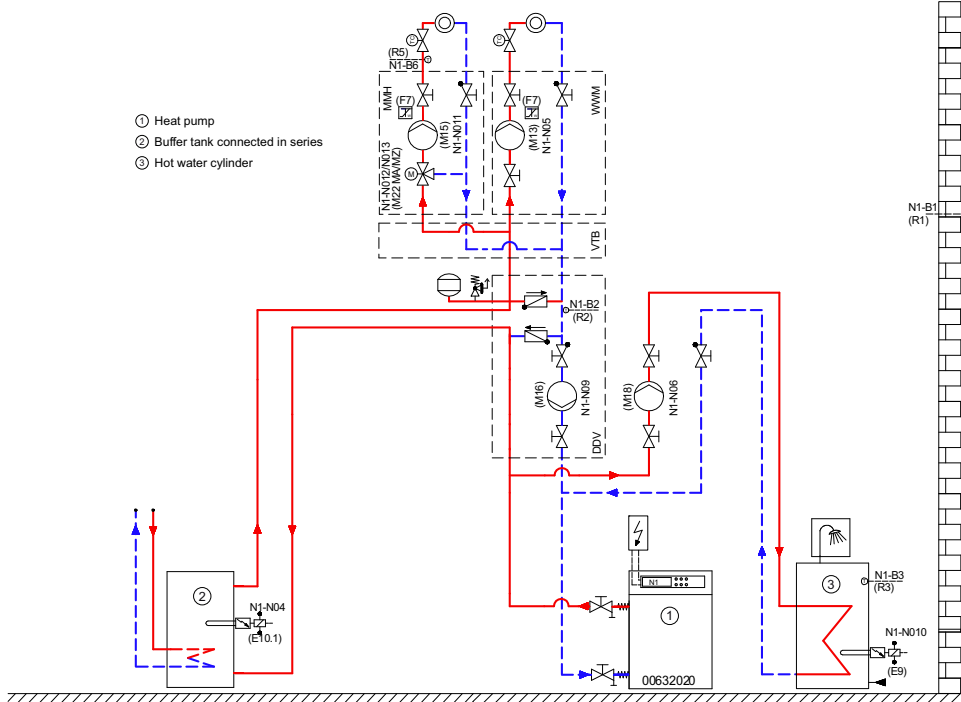 ① Heat pump
② Buffer tank connected in series
③ Hot water cylinder
TC
TC
(R5)
N1-B6
T
MMH
(F7)
(M15)
N1-N011
N1-N012/N013
(M22 MA/MZ)
M
(F7)
(M13)
N1-N05
WWM
VTB
N1-B1
(R1)
N1-B2
(R2)
(M16)
N1-N09
DDV
(M18)
N1-N06
②
N1-N04
(E10.1)
N1
①
00632020
③
T
N1-B3
(R3)
N1-N010
(E9)